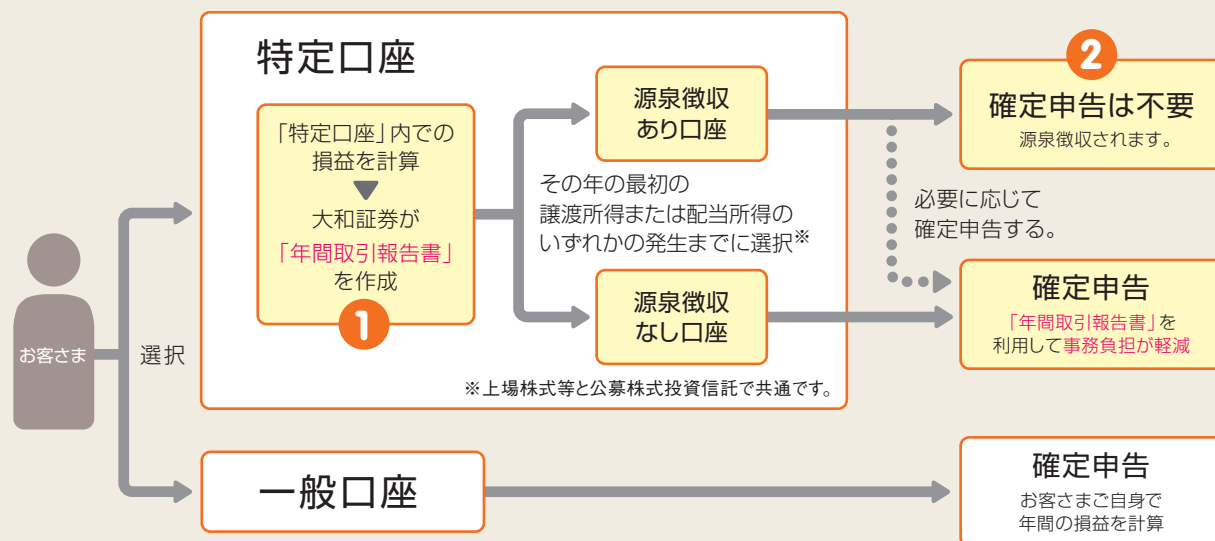 お客さま
選択
特定口座
「特定口座」内での
損益を計算
大和証券が
「年間取引報告書」
を作成
1
源泉徴収
あり口座
その年の最初の
譲渡所得または配当所得の
いずれかの発生までに選択※
源泉徴収
なし口座
※上場株式等と公募株式投資信託で共通です。
2
確定申告は不要
源泉徴収されます。
必要に応じて
確定申告する。
確定申告
「年間取引報告書」を
利用して事務負担が軽減
一般口座
確定申告
お客さまご自身で
年間の損益を計算